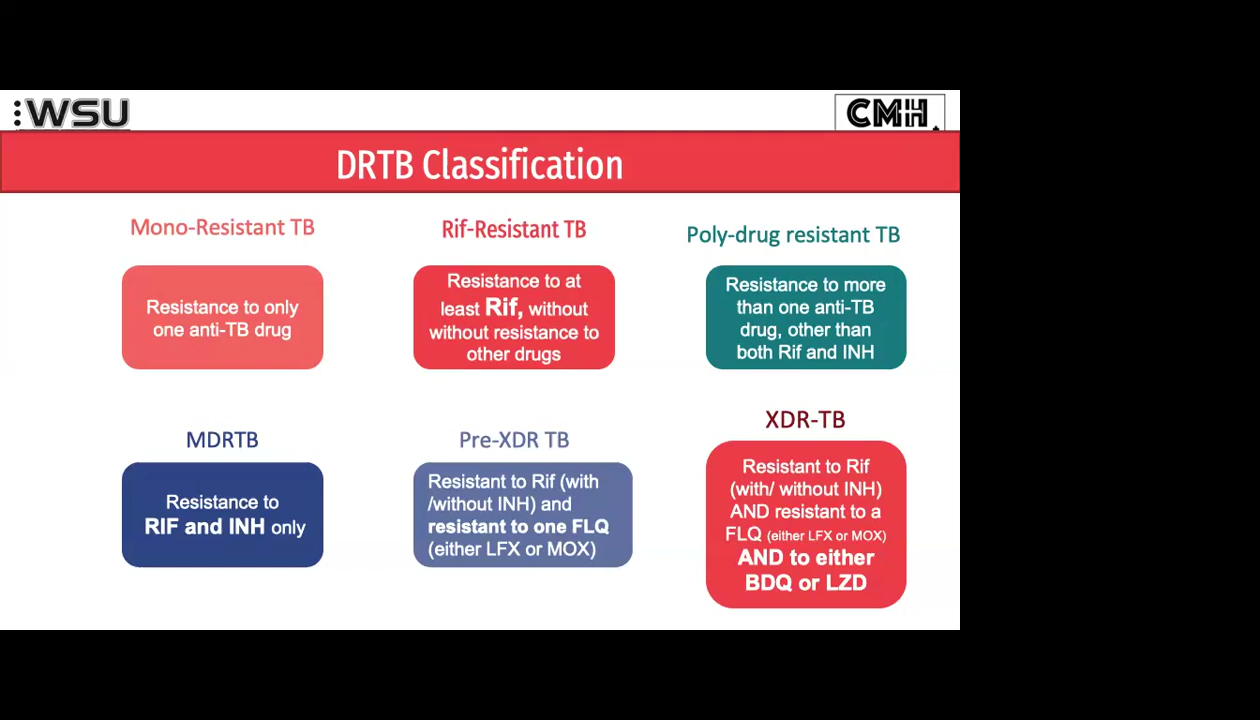 WSU
CMH
DRTB Classification
Mono-Resistant TB
Resistance to only
one anti-TB drug
Rif-Resistant TB
Resistance to at
least Rif, without
without resistance to
other drugs
Poly-drug resistant TB
Resistance to more
than one anti-TB
drug, other than
both Rif and INH
MDRTB
Resistance to
RIF and INH only
Pre-XDR TB
Resistant to Rif (with
/without INH) and
resistant to one FLQ
(either LFX or MOX)
XDR-TB
Resistant to Rif
(with/ without INH)
AND resistant to a
FLQ (either LFX or MOX)
AND to either
BDQ or LZD